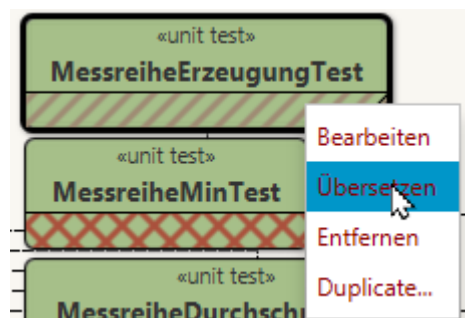 «unit test»
MessreiheErzeugungTest
«unit test»
MessreiheMinTest
«unit test»
Bearbeiten
Übersetzen
Entfernen
Duplicate...